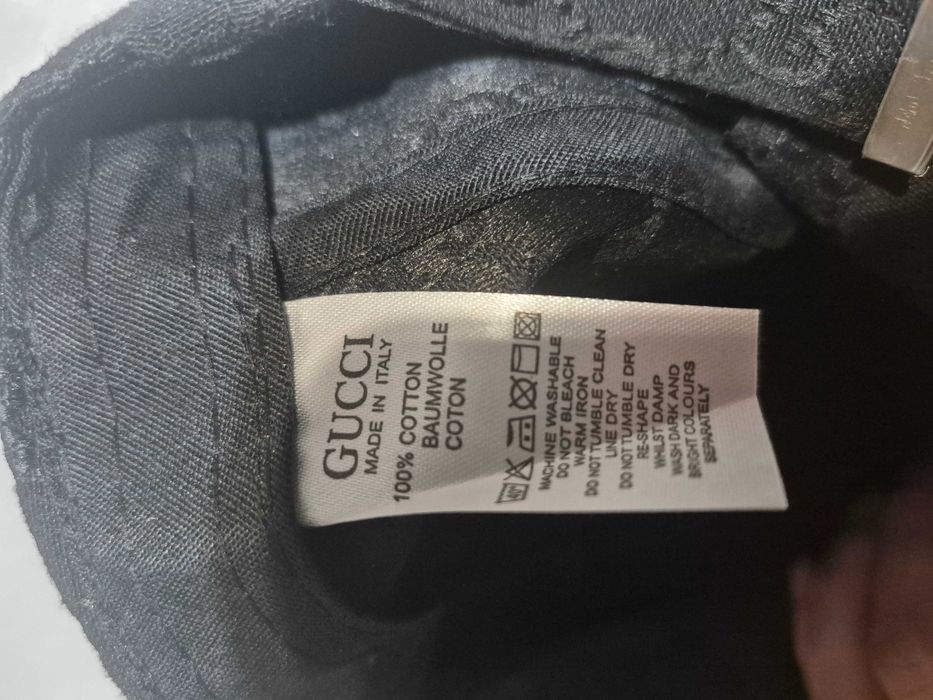 GUCCI
MADE IN ITALY
100% COTTON
BAUMWOLLE
COTON
40°
MACHINE WASHABLE
DO NOT BLEACH
WARM IRON
DO NOT TUMBLE CLEAN
LINE DRY
DO NOT TUMBLE DRY
RE-SHAPE
WHILST DAMP
WASH DARK AND
BRIGHT COLOURS
SEPARATELY